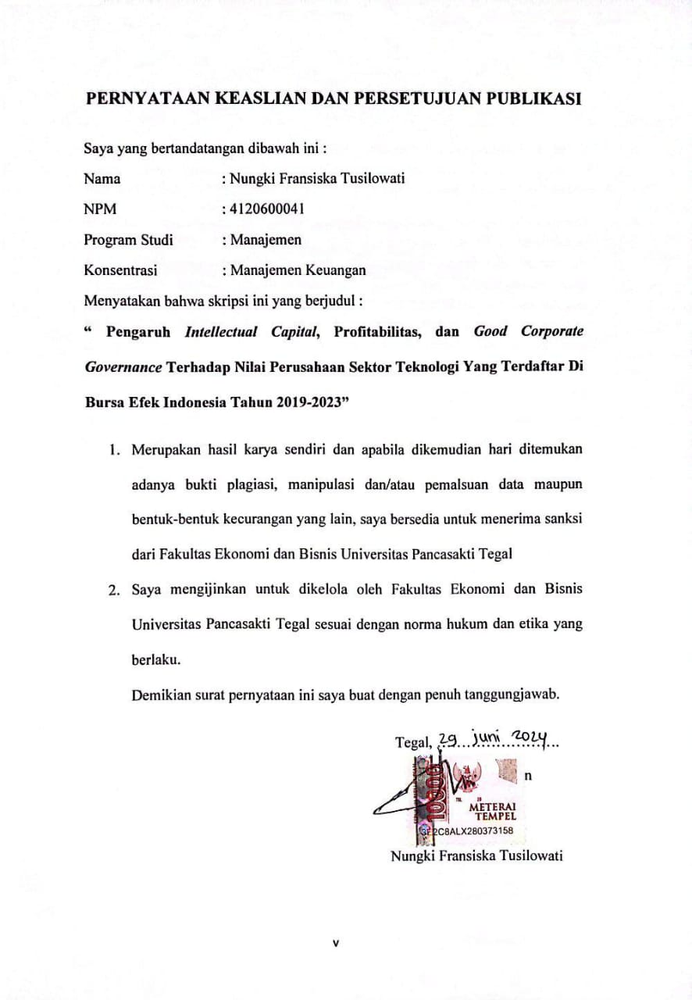 PERNYATAAN KEASLIAN DAN PERSETUJUAN PUBLIKASI
Saya yang bertandatangan dibawah ini :
Nama : Nungki Fransiska Tusilowati
NPM : 4120600041
Program Studi : Manajemen
Konsentrasi : Manajemen Keuangan
Menyatakan bahwa skripsi ini yang berjudul :
“ Pengaruh Intellectual Capital, Profitabilitas, dan Good Corporate
Governance Terhadap Nilai Perusahaan Sektor Teknologi Yang Terdaftar Di
Bursa Efek Indonesia Tahun 2019-2023”
1. Merupakan hasil karya sendiri dan apabila dikemudian hari ditemukan
adanya bukti plagiasi, manipulasi dan/atau pemalsuan data maupun
bentuk-bentuk kecurangan yang lain, saya bersedia untuk menerima sanksi
dari Fakultas Ekonomi dan Bisnis Universitas Pancasakti Tegal
2. Saya mengijinkan untuk dikelola oleh Fakultas Ekonomi dan Bisnis
Universitas Pancasakti Tegal sesuai dengan norma hukum dan etika yang
berlaku.
Demikian surat pernyataan ini saya buat dengan penuh tanggungjawab.
Tegal, 29 juni 2024
n
10000
TGL. 20
METERAI
TEMPEL
2C8ALX280373158
Nungki Fransiska Tusilowati
v